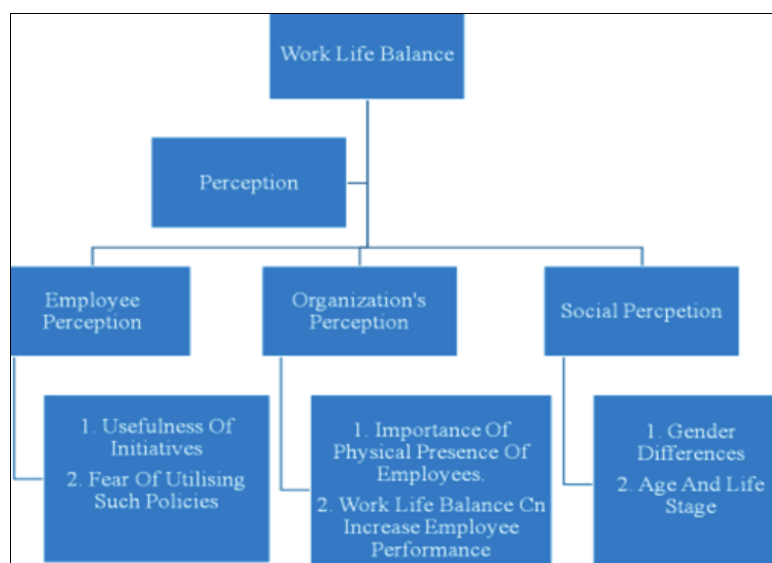 Work Life Balance
Perception
Employee
Perception
Organization's
Perception
Social Percpetion
1. Usefulness Of
Initiatives
2. Fear Of Utilising
Such Policies
1. Importance Of
Physical Presence Of
Employees.
2. Work Life Balance Cn
Increase Employee
Performance
1. Gender
Differences
2. Age And Life
Stage